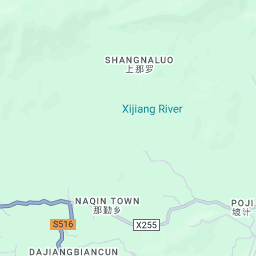 SHANGNALUO
上那罗
Xijiang River
NAQIN TOWN
那勤乡
POJI
坡计
S516
X255
DAJIANGBIANCUN